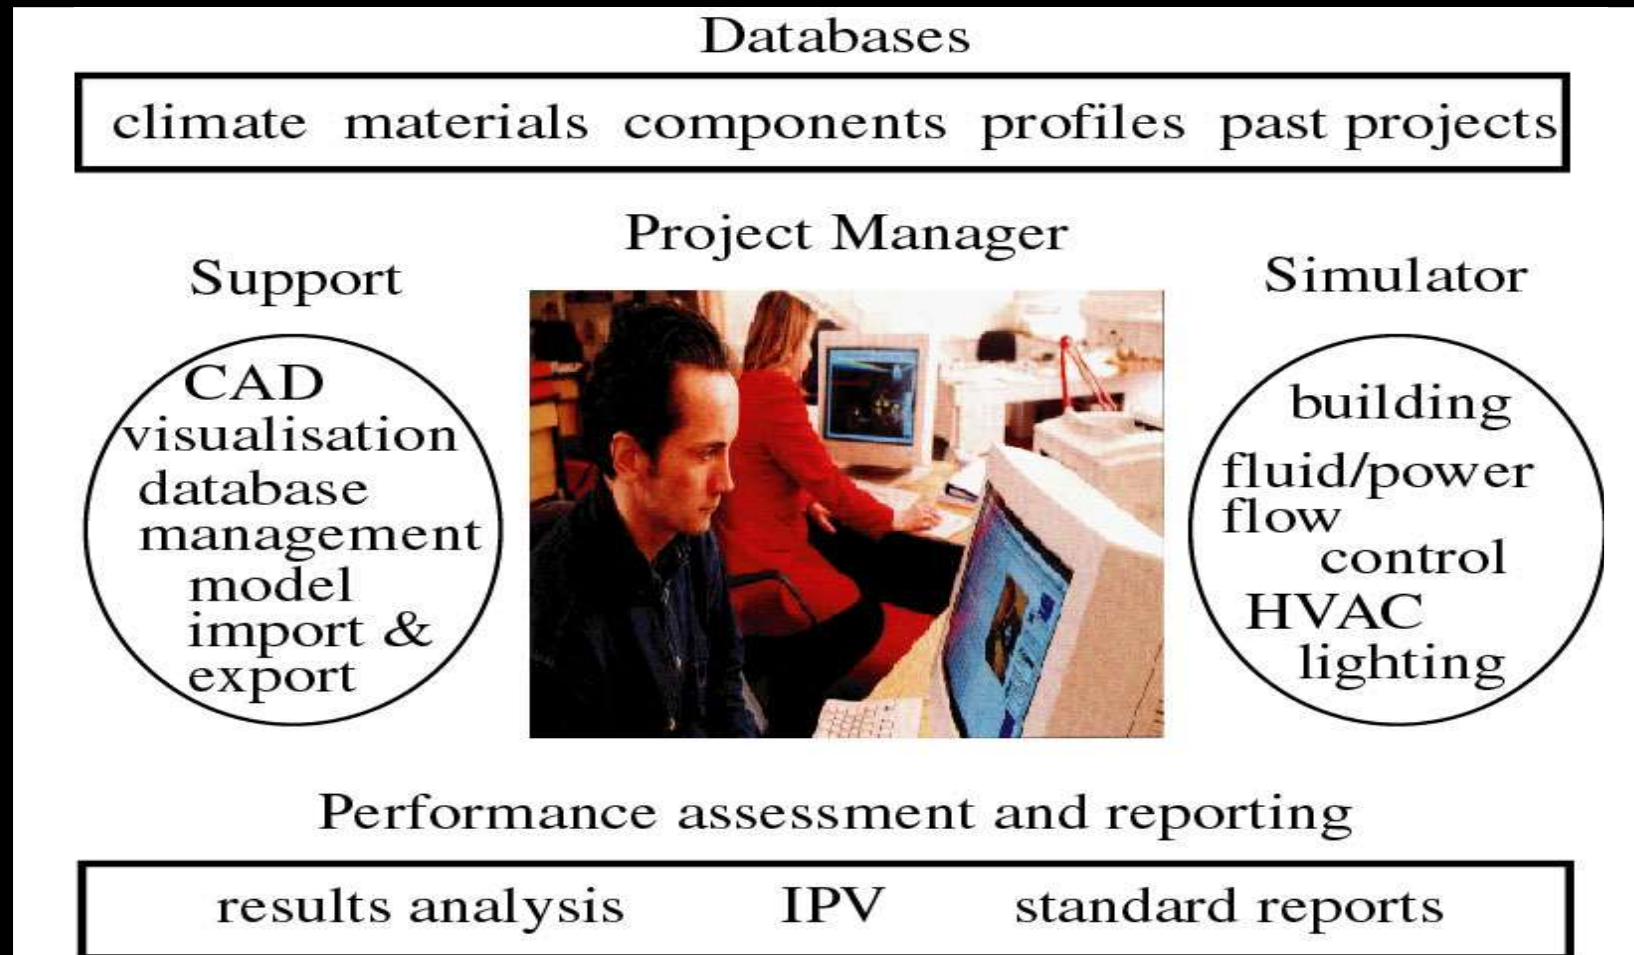 Databases
climate materials components profiles past projects
Project Manager
Support
CAD
visualisation
database
management
model
import &
export
Simulator
building
fluid/power
flow
control
HVAC
lighting
Performance assessment and reporting
results analysis IPV standard reports